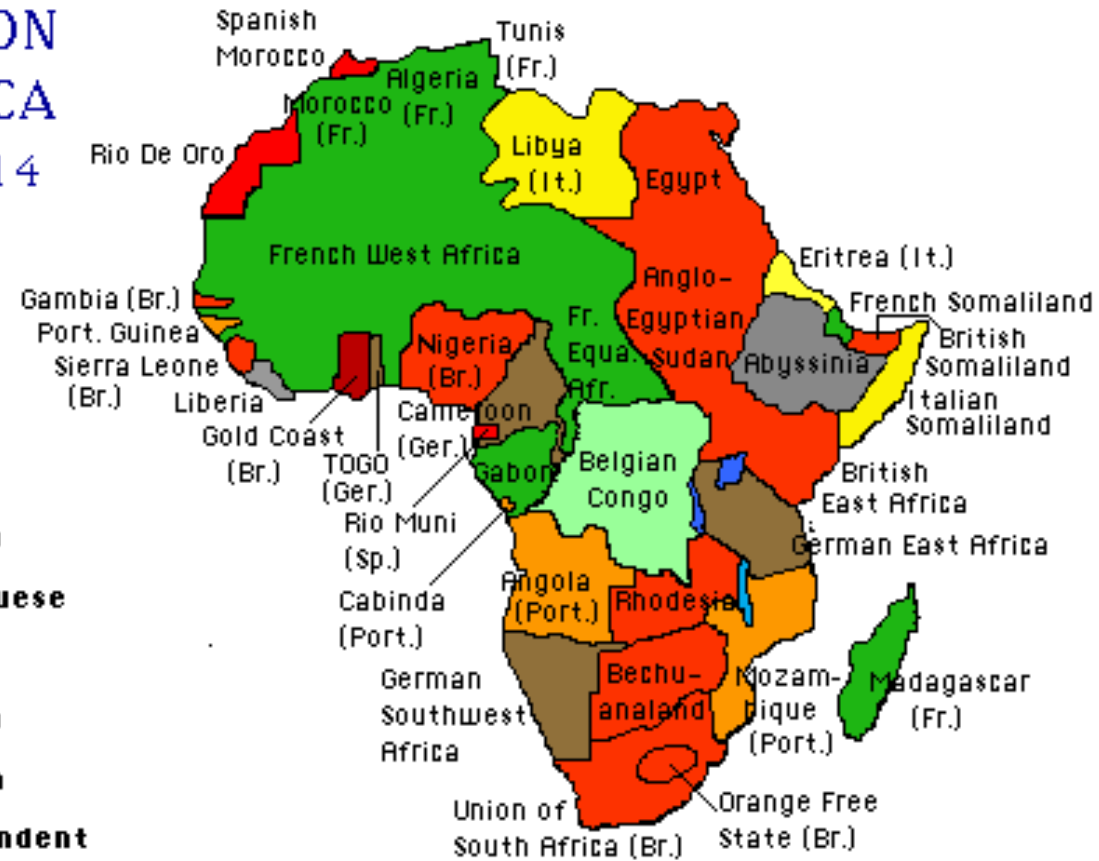 ON
CA
14
Spanish
Morocco
Tunis
(Fr.)
Algeria
(Fr.)
Morocco
(Fr.)
Rio De Oro
Libya
(It.)
Egypt
French West Africa
Eritrea (It.)
Anglo-
Egyptian
Sudan
French Somaliland
Gambia (Br.)
Port. Guinea
Sierra Leone
(Br.)
Liberia
Fr.
Equa.
Afr.
Nigeria
(Br.)
British
Somaliland
Abyssinia
Italian
Somaliland
Gold Coast
(Br.)
TOGO
(Ger.)
Cameroon
(Ger.)
Gabon
Belgian
Congo
British
East Africa
Rio Muni
(Sp.)
German East Africa
Cabinda
(Port.)
Angola
(Port.)
Rhodesia
uese
German
Southwest
Africa
Bechu-
analand
Mozam-
bique
(Port.)
Madagascar
(Fr.)
Union of
South Africa (Br.)
Orange Free
State (Br.)
ndent